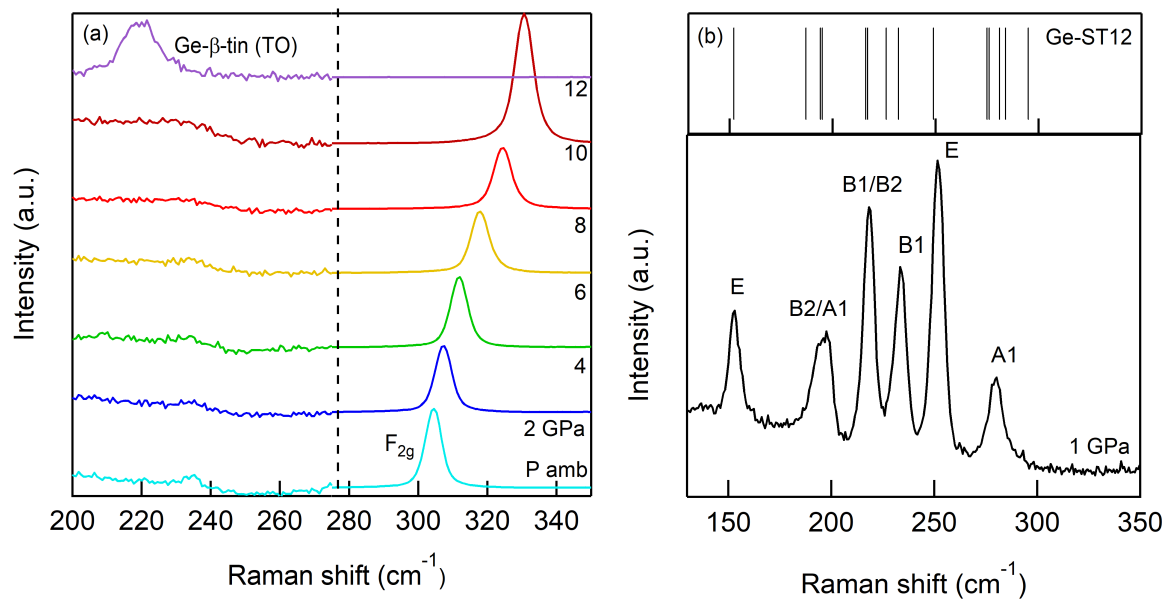 (a)
Ge-β-tin (TO)
12
10
8
6
4
2 GPa
F2g
P amb
Intensity (a.u.)
200 220 240 260 280 300 320 340
Raman shift (cm-1)
(b)
Ge-ST12
E
B1/B2
B1
E
B2/A1
A1
1 GPa
Intensity (a.u.)
150 200 250 300 350
Raman shift (cm-1)